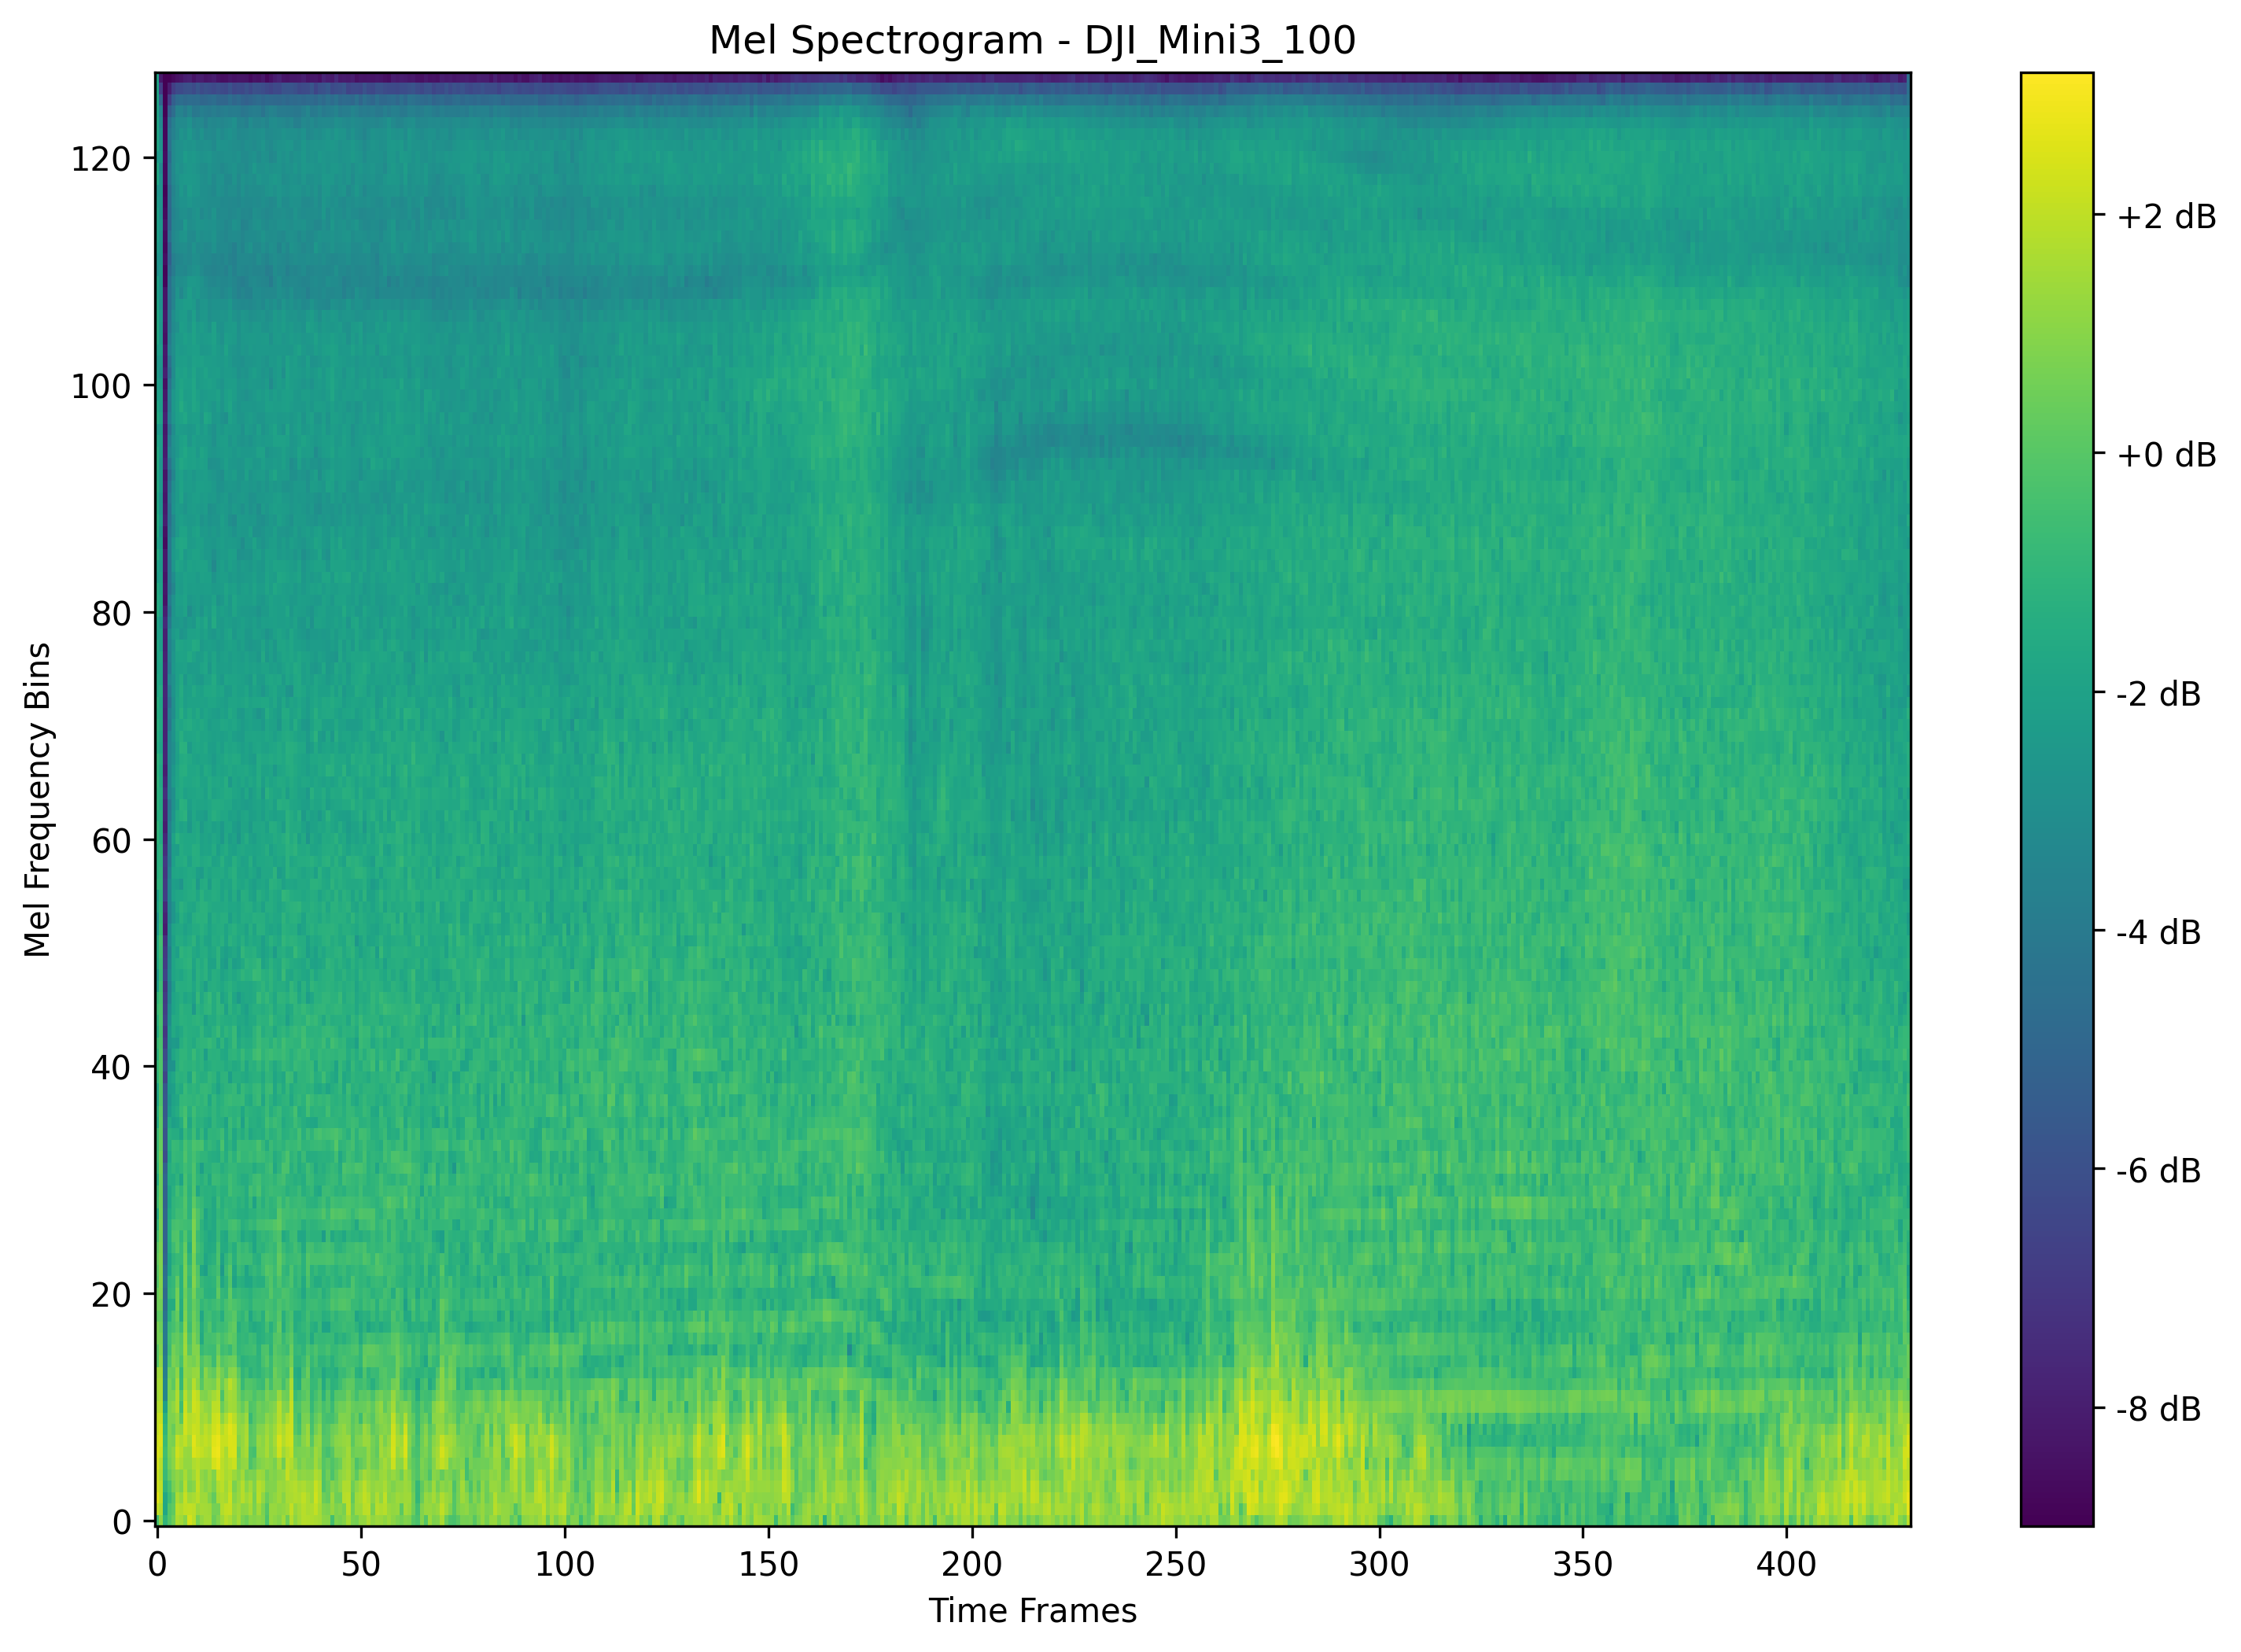 Mel Spectrogram - DJI_Mini3_100
Mel Frequency Bins
120
100
80
60
40
20
0
0 50 100 150 200 250 300 350 400
Time Frames
+2 dB
+0 dB
-2 dB
-4 dB
-6 dB
-8 dB